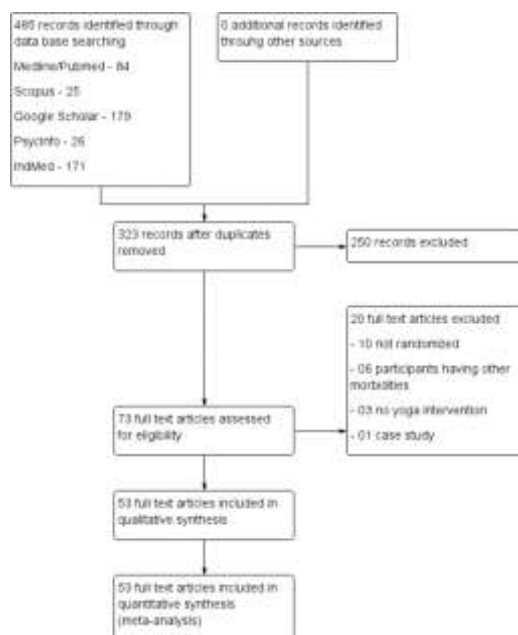 485 records identified through
data base searching
Medline/Pubmed - 84
Scopus - 25
Google Scholar - 179
PsycInfo - 26
IndMed - 171
0 additional records identified
throuhg other sources
323 records after duplicates
removed
250 records excluded
20 full text articles excluded
- 10 not randomized
- 06 participants having other
morbidities
- 03 no yoga intervention
- 01 case study
73 full text articles assessed
for eligibility
53 full text articles included in
qualitative synthesis
53 full text articles included in
quantitative synthesis
(meta-analysis)